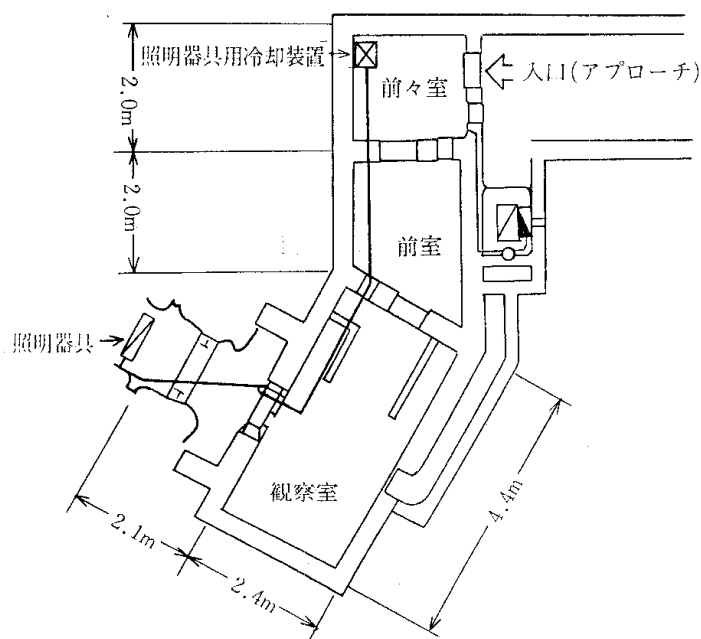 照明器具用冷却装置
前々室
入口(アプローチ)
2.0m
2.0m
前室
照明器具
観察室
2.1m
2.4m
4.4m